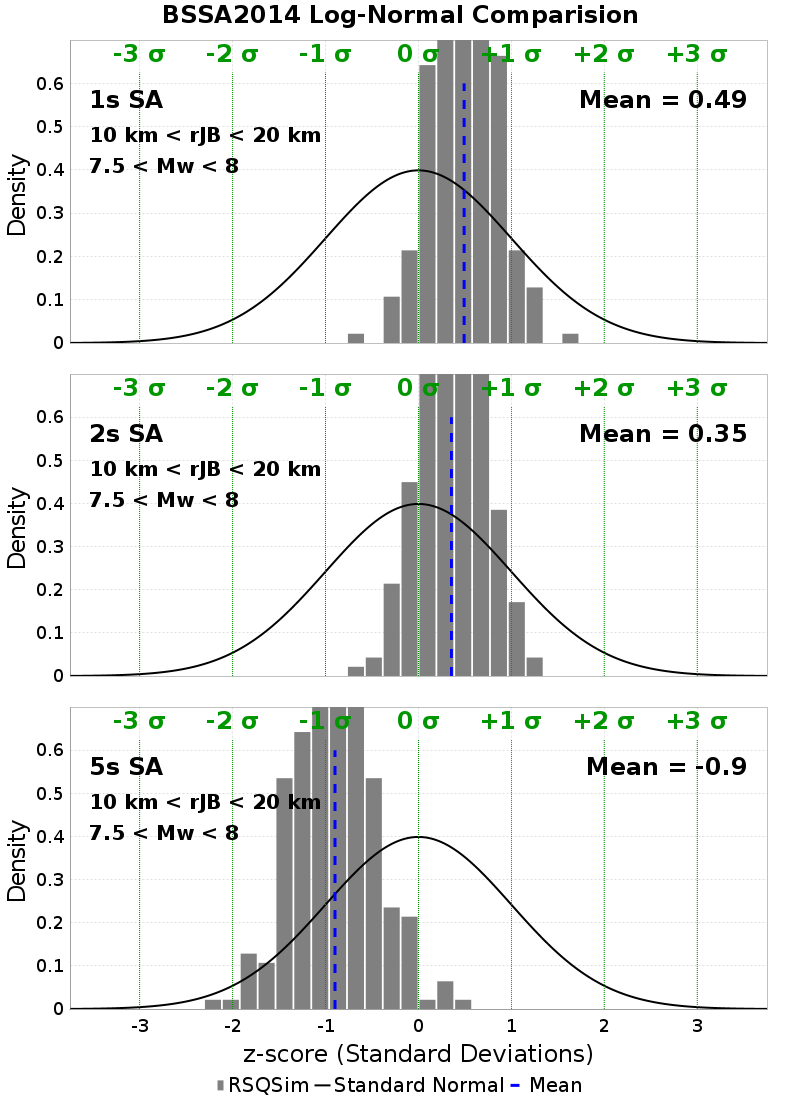 BSSA2014 Log-Normal Comparision
-3 σ -2 σ -1 σ 0 σ +1 σ +2 σ +3 σ
0.6
1s SA Mean = 0.49
0.5
10 km < rJB < 20 km
7.5 < Mw < 8
0.4
0.3
0.2
0.1
0
Density
-3 σ -2 σ -1 σ 0 σ +1 σ +2 σ +3 σ
0.6
2s SA Mean = 0.35
0.5
10 km < rJB < 20 km
7.5 < Mw < 8
0.4
0.3
0.2
0.1
0
Density
-3 σ -2 σ -1 σ 0 σ +1 σ +2 σ +3 σ
0.6
5s SA Mean = -0.9
0.5
10 km < rJB < 20 km
7.5 < Mw < 8
0.4
0.3
0.2
0.1
0
Density
-3 -2 -1 0 1 2 3
z-score (Standard Deviations)
RSQSim Standard Normal Mean